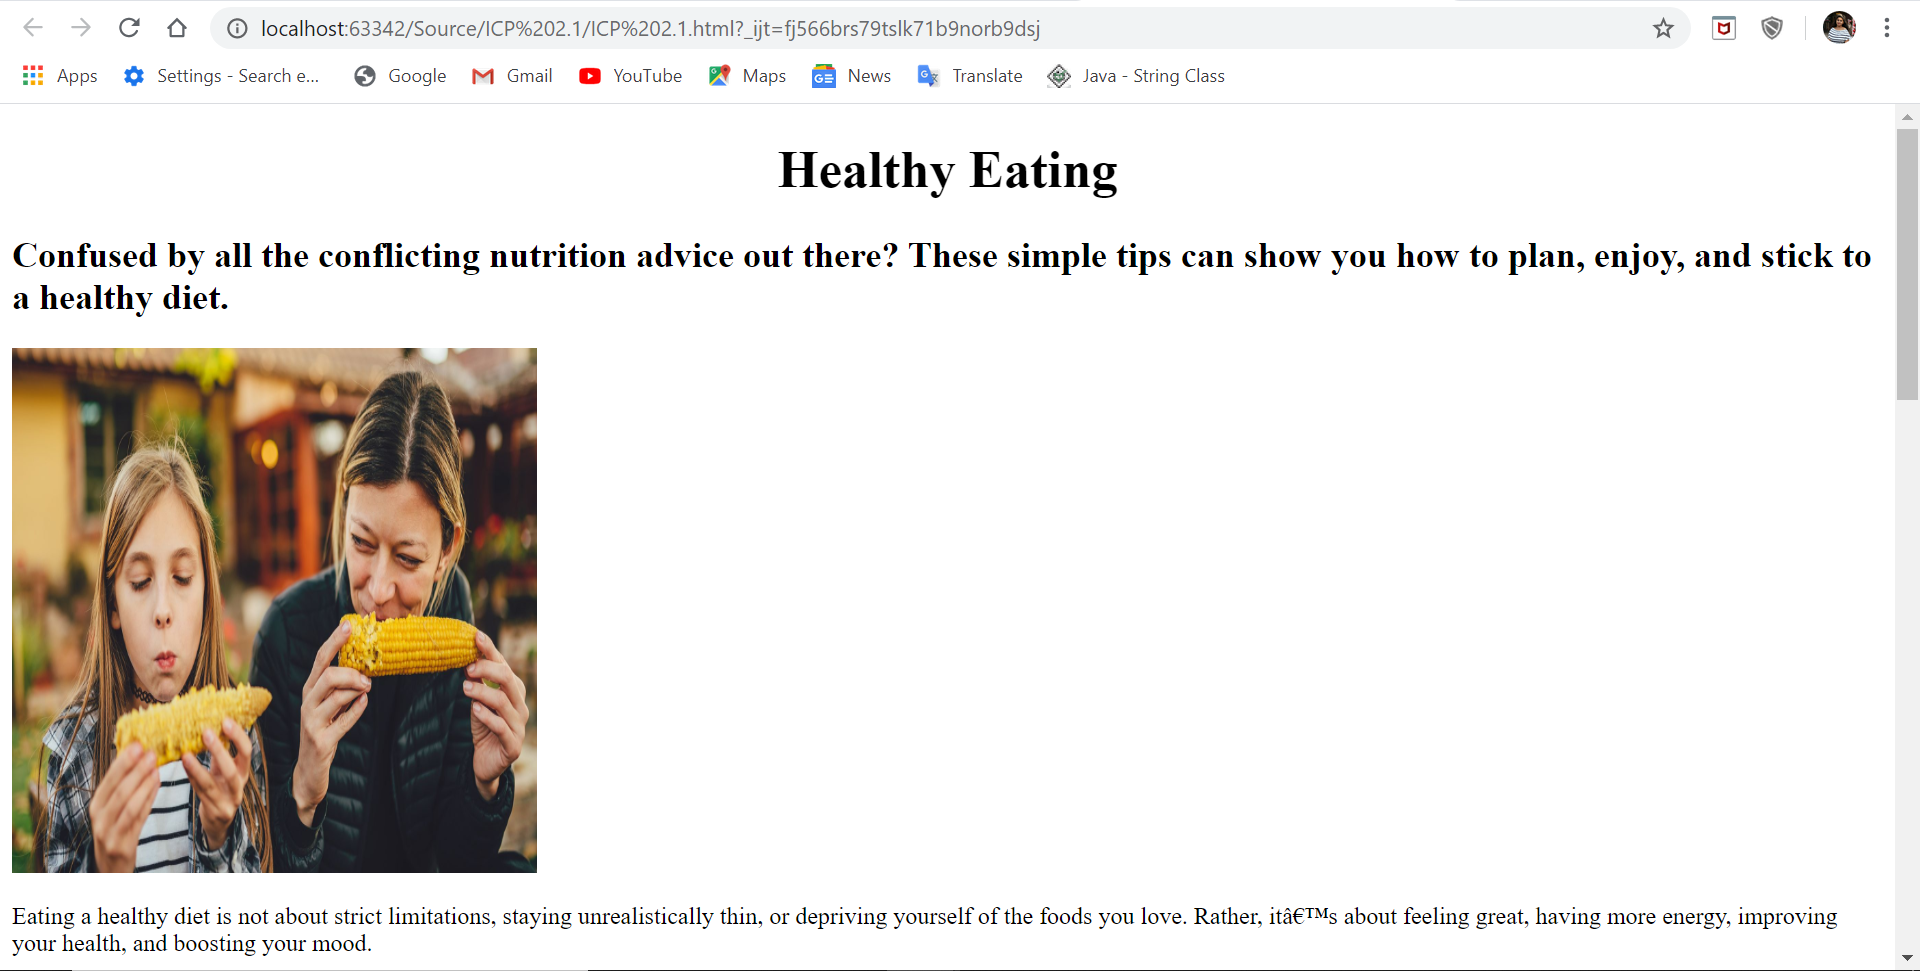 localhost:63342/Source/ICP%202.1/ICP%202.1.html?_ijt=fj566brs79tslk71b9norb9dsj
Apps Settings - Search e... Google Gmail YouTube Maps News Translate Java - String Class
Healthy Eating
Confused by all the conflicting nutrition advice out there? These simple tips can show you how to plan, enjoy, and stick to
a healthy diet.
Eating a healthy diet is not about strict limitations, staying unrealistically thin, or depriving yourself of the foods you love. Rather, itâ€™s about feeling great, having more energy, improving
your health, and boosting your mood.